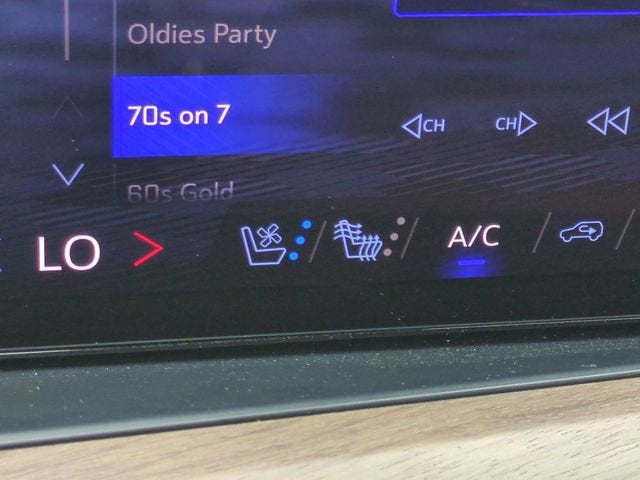 Oldies Party
70s on 7
CH CH
60s Gold
LO A/C